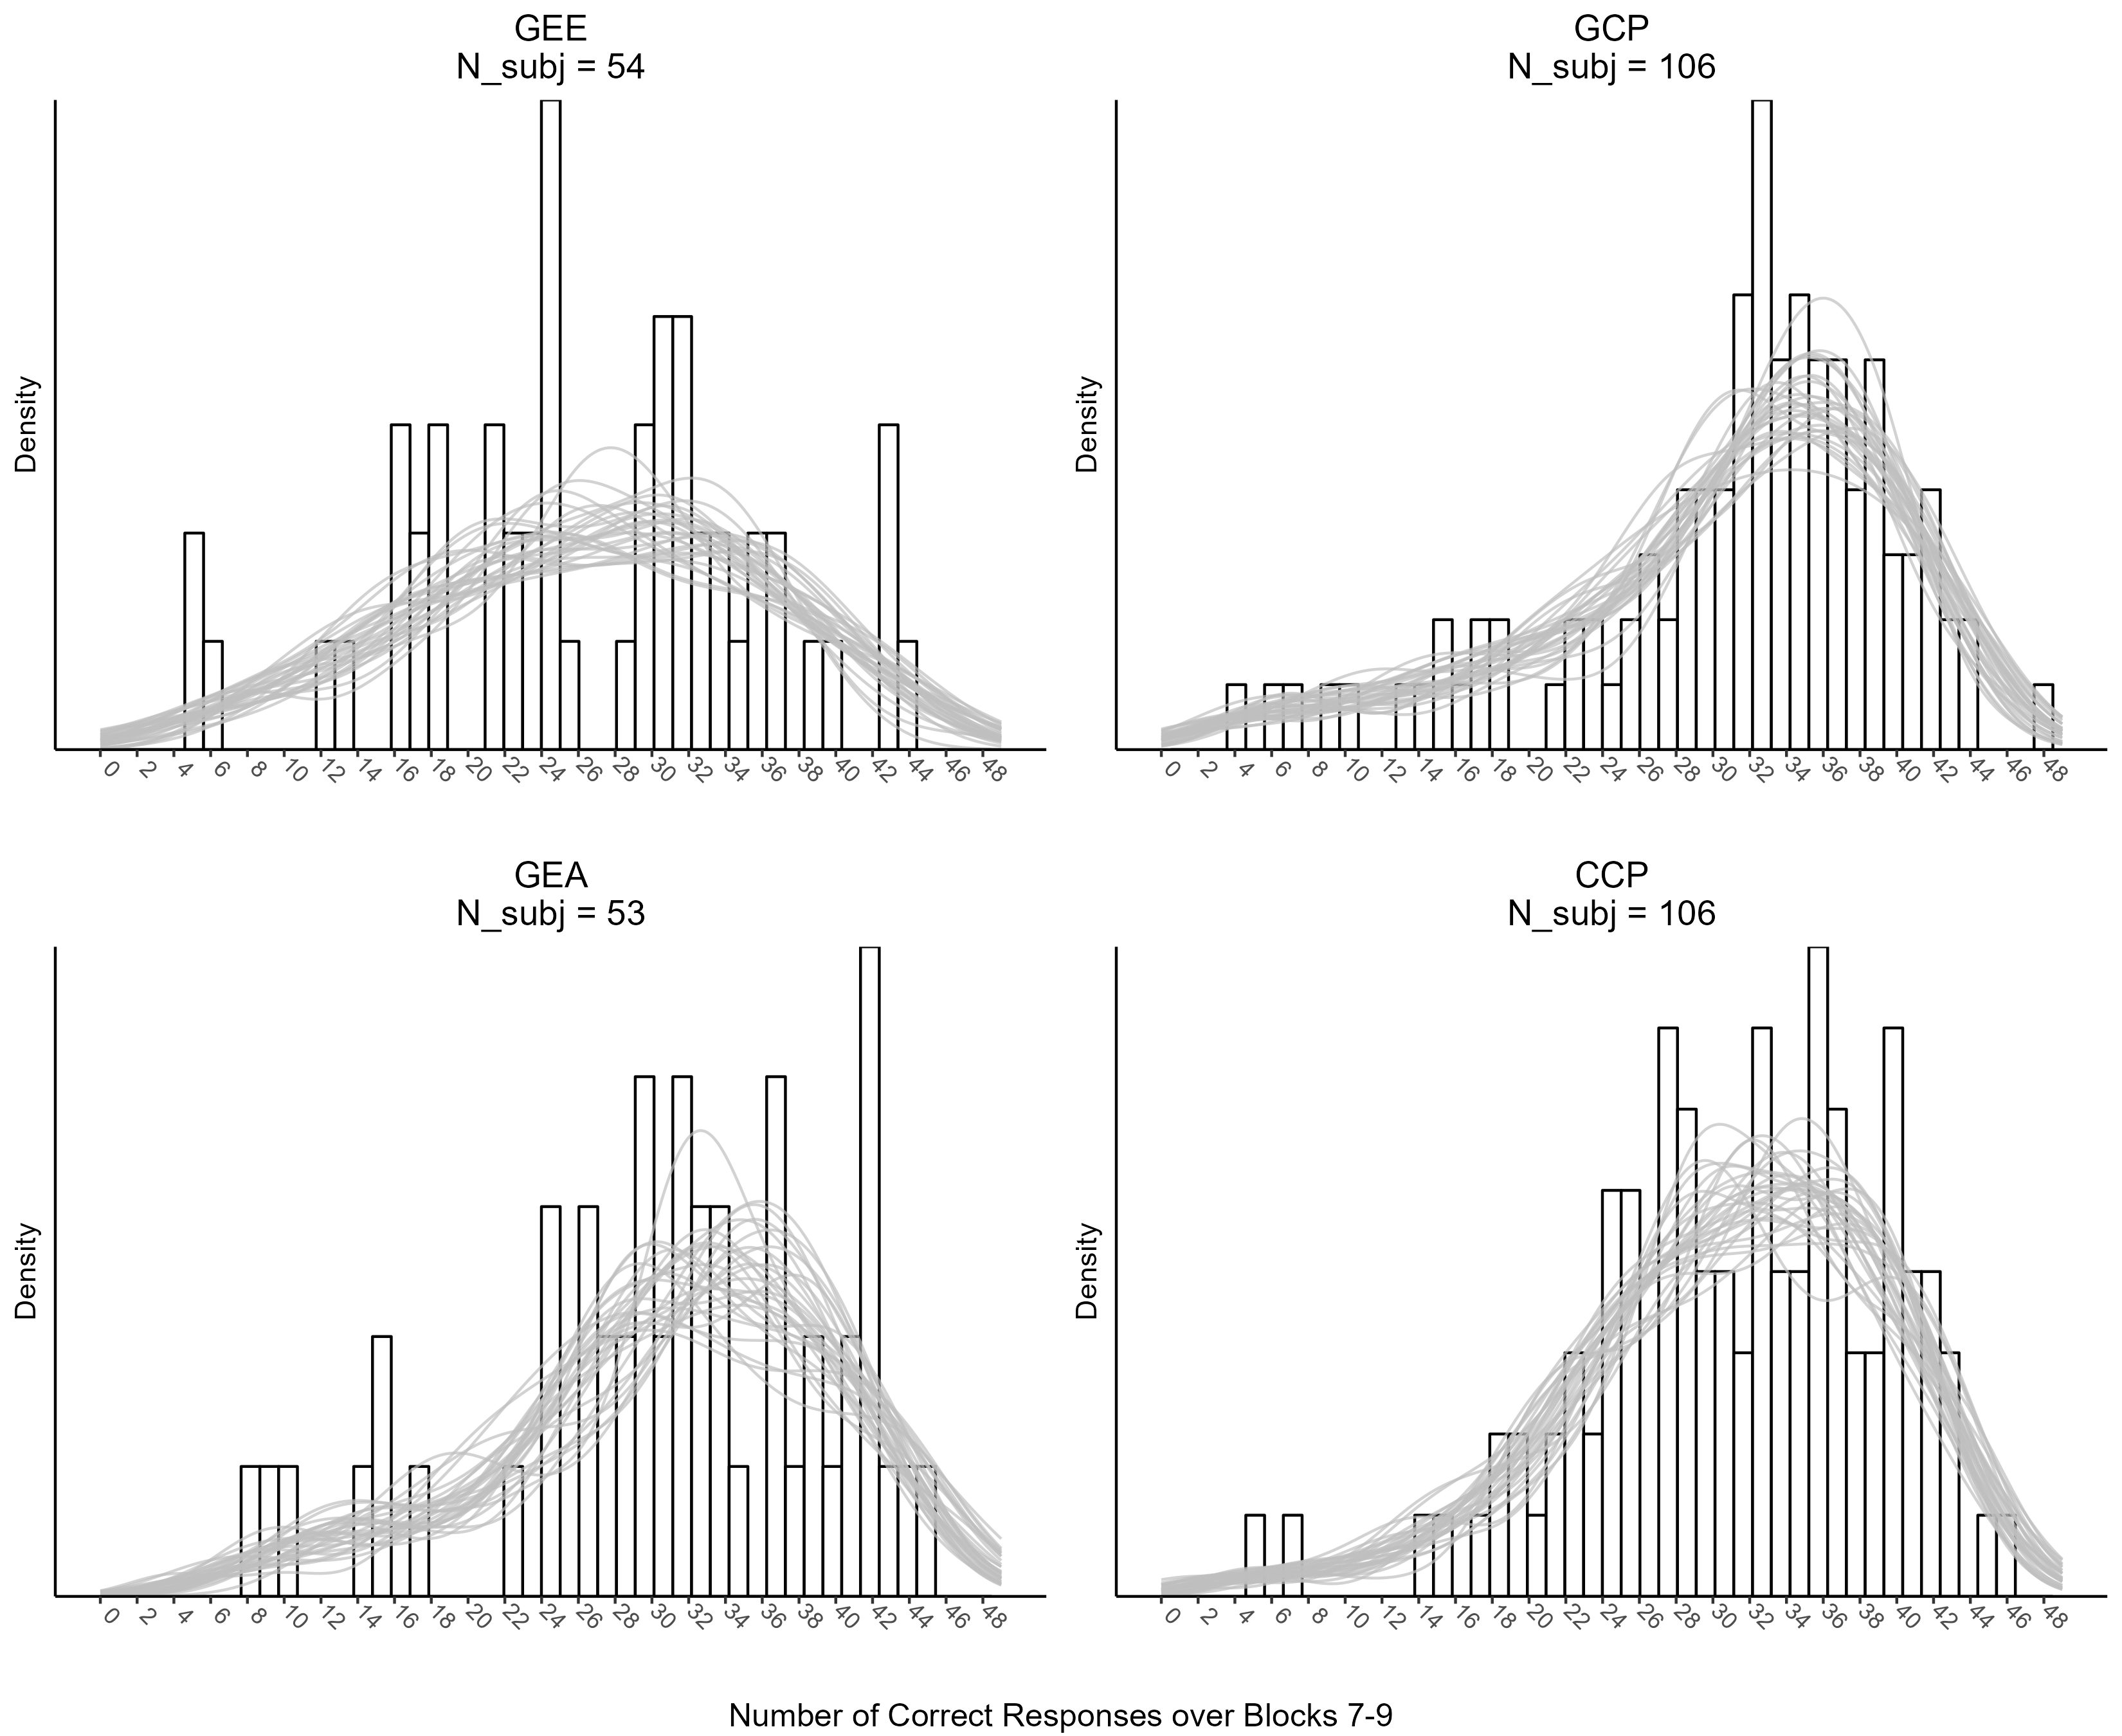 GEE
N_subj = 54
Density
0 2 4 6 8 10 12 14 16 18 20 22 24 26 28 30 32 34 36 38 40 42 44 46 48
GCP
N_subj = 106
Density
0 2 4 6 8 10 12 14 16 18 20 22 24 26 28 30 32 34 36 38 40 42 44 46 48
GEA
N_subj = 53
Density
0 2 4 6 8 10 12 14 16 18 20 22 24 26 28 30 32 34 36 38 40 42 44 46 48
CCP
N_subj = 106
Density
0 2 4 6 8 10 12 14 16 18 20 22 24 26 28 30 32 34 36 38 40 42 44 46 48
Number of Correct Responses over Blocks 7-9